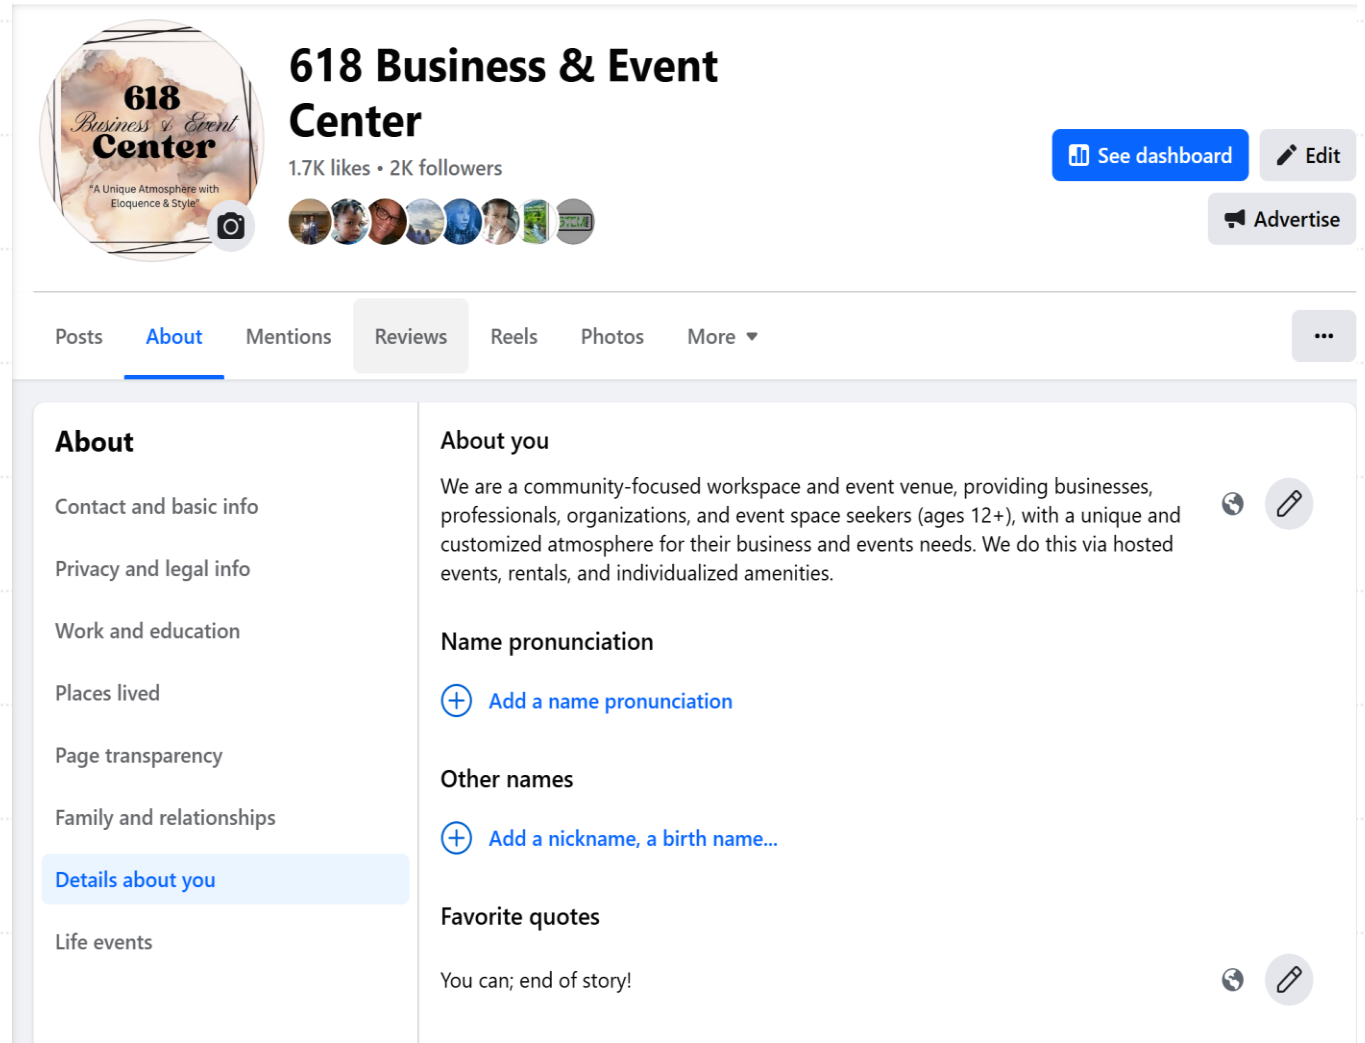 618
Business & Event
Center
"A Unique Atmosphere with
Eloquence & Style"
618 Business & Event
Center
1.7K likes • 2K followers
See dashboard
Edit
Advertise
Posts
About
Mentions
Reviews
Reels
Photos
More
About
Contact and basic info
Privacy and legal info
Work and education
Places lived
Page transparency
Family and relationships
Details about you
Life events
About you
We are a community-focused workspace and event venue, providing businesses,
professionals, organizations, and event space seekers (ages 12+), with a unique and
customized atmosphere for their business and events needs. We do this via hosted
events, rentals, and individualized amenities.
Name pronunciation
Add a name pronunciation
Other names
Add a nickname, a birth name...
Favorite quotes
You can; end of story!